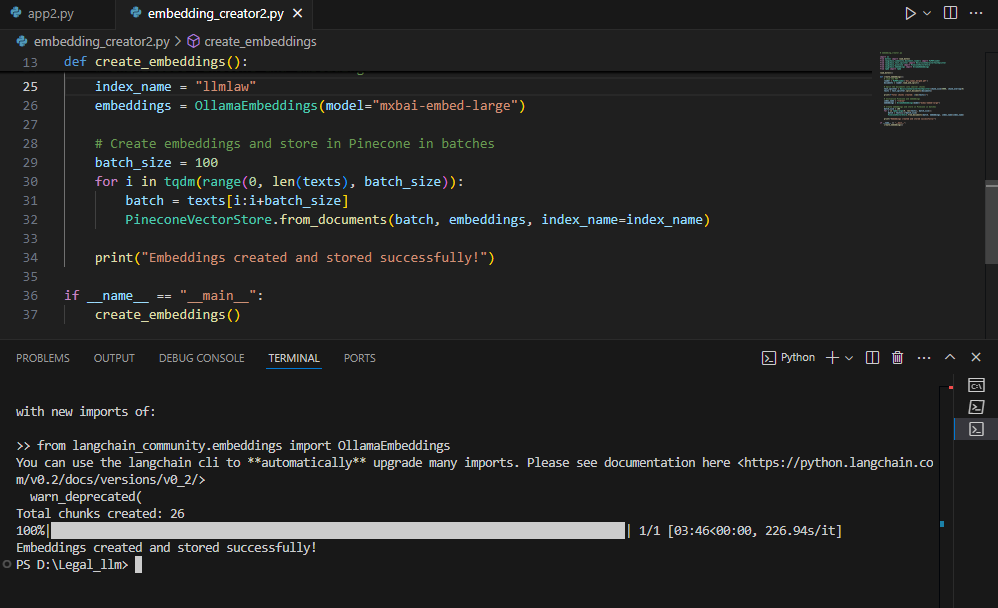 app2.py
embedding_creator2.py
embedding_creator2.py > create_embeddings
13 def create_embeddings():
25 index_name = "llmlaw"
26 embeddings = OllamaEmbeddings(model="mxbai-embed-large")
27
28 # Create embeddings and store in Pinecone in batches
29 batch_size = 100
30 for i in tqdm(range(0, len(texts), batch_size)):
31 batch = texts[i:i+batch_size]
32 PineconeVectorStore.from_documents(batch, embeddings, index_name=index_name)
33
34 print("Embeddings created and stored successfully!")
35
36 if __name__ == "__main__":
37 create_embeddings()
PROBLEMS OUTPUT DEBUG CONSOLE TERMINAL PORTS Python
with new imports of:
>> from langchain_community.embeddings import OllamaEmbeddings
You can use the langchain cli to **automatically** upgrade many imports. Please see documentation here <https://python.langchain.co
m/v0.2/docs/versions/v0_2/>
warn_deprecated(
Total chunks created: 26
100%| | 1/1 [03:46<00:00, 226.94s/it]
Embeddings created and stored successfully!
PS D:\Legal_llm>